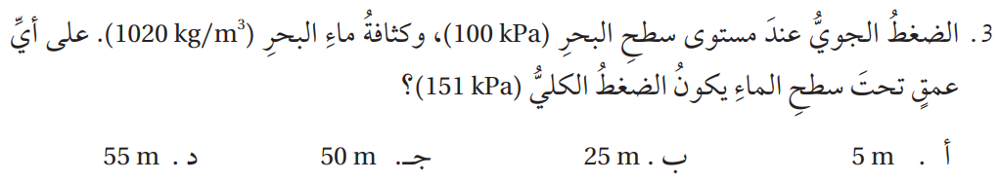 3. الضغطُ الجويُّ عندَ مستوى سطحِ البحرِ (100 kPa)، وكثافةُ ماءِ البحرِ (1020 kg/m³). على أيِّ
عمقٍ تحتَ سطحِ الماءِ يكونُ الضغطُ الكليُّ (151 kPa)؟
أ . 5 m ب . 25 m جـ. 50 m د . 55 m